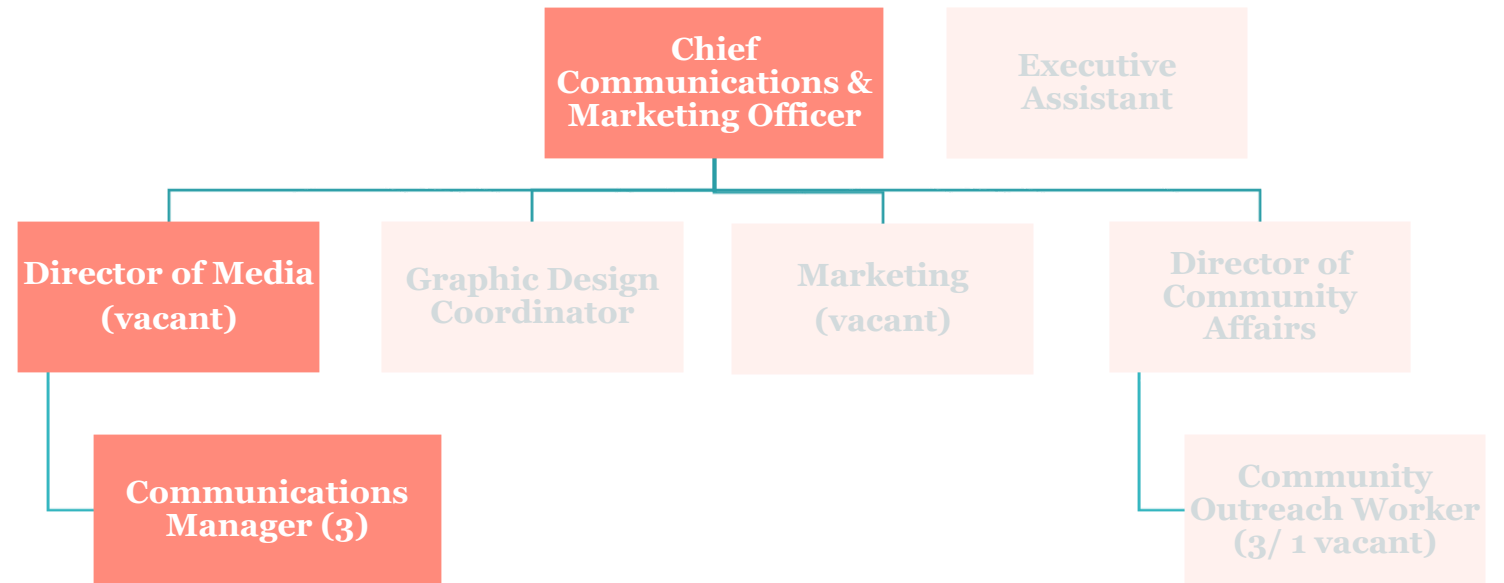 Chief
Communications &
Marketing Officer
Executive
Assistant
Director of Media
(vacant)
Graphic Design
Coordinator
Marketing
(vacant)
Director of
Community
Affairs
Communications
Manager (3)
Community
Outreach Worker
(3/ 1 vacant)